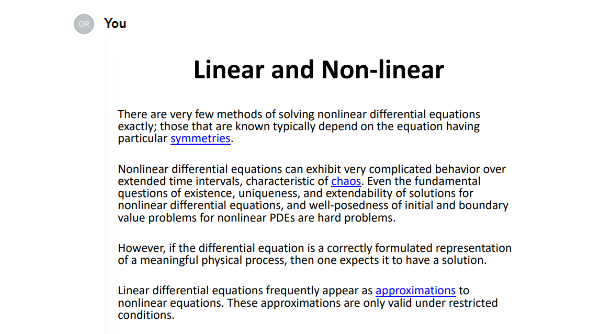 OR You
Linear and Non-linear
There are very few methods of solving nonlinear differential equations
exactly; those that are known typically depend on the equation having
particular symmetries.
Nonlinear differential equations can exhibit very complicated behavior over
extended time intervals, characteristic of chaos. Even the fundamental
questions of existence, uniqueness, and extendability of solutions for
nonlinear differential equations, and well-posedness of initial and boundary
value problems for nonlinear PDEs are hard problems.
However, if the differential equation is a correctly formulated representation
of a meaningful physical process, then one expects it to have a solution.
Linear differential equations frequently appear as approximations to
nonlinear equations. These approximations are only valid under restricted
conditions.